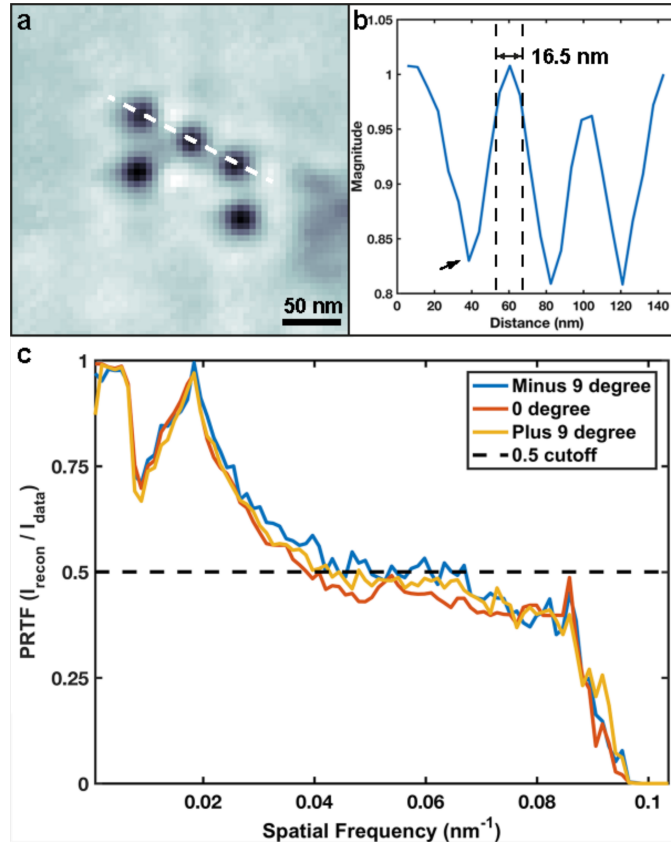 a
50 nm
b
16.5 nm
1.05
1
0.95
0.9
0.85
0.8
Magnitude
0 20 40 60 80 100 120 140
Distance (nm)
c
Minus 9 degree
0 degree
Plus 9 degree
0.5 cutoff
1
0.75
0.5
0.25
0
PRTF (I_recon / I_data)
0.02 0.04 0.06 0.08 0.1
Spatial Frequency (nm⁻¹)